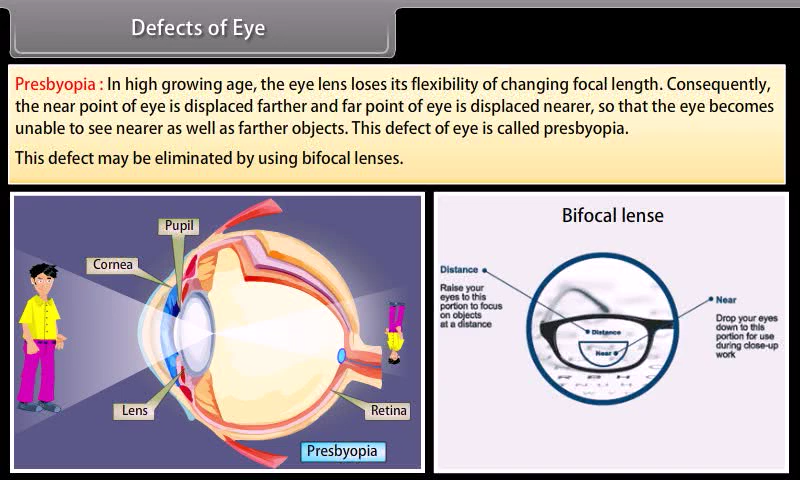 Defects of Eye
Presbyopia : In high growing age, the eye lens loses its flexibility of changing focal length. Consequently,
the near point of eye is displaced farther and far point of eye is displaced nearer, so that the eye becomes
unable to see nearer as well as farther objects. This defect of eye is called presbyopia.
This defect may be eliminated by using bifocal lenses.
Pupil
Cornea
Lens
Retina
Presbyopia
Bifocal lense
Distance
Raise your
eyes to this
portion to focus
on objects
at a distance
Near
Drop your eyes
down to this
portion for use
during close-up
work
Distance
Near
R B H